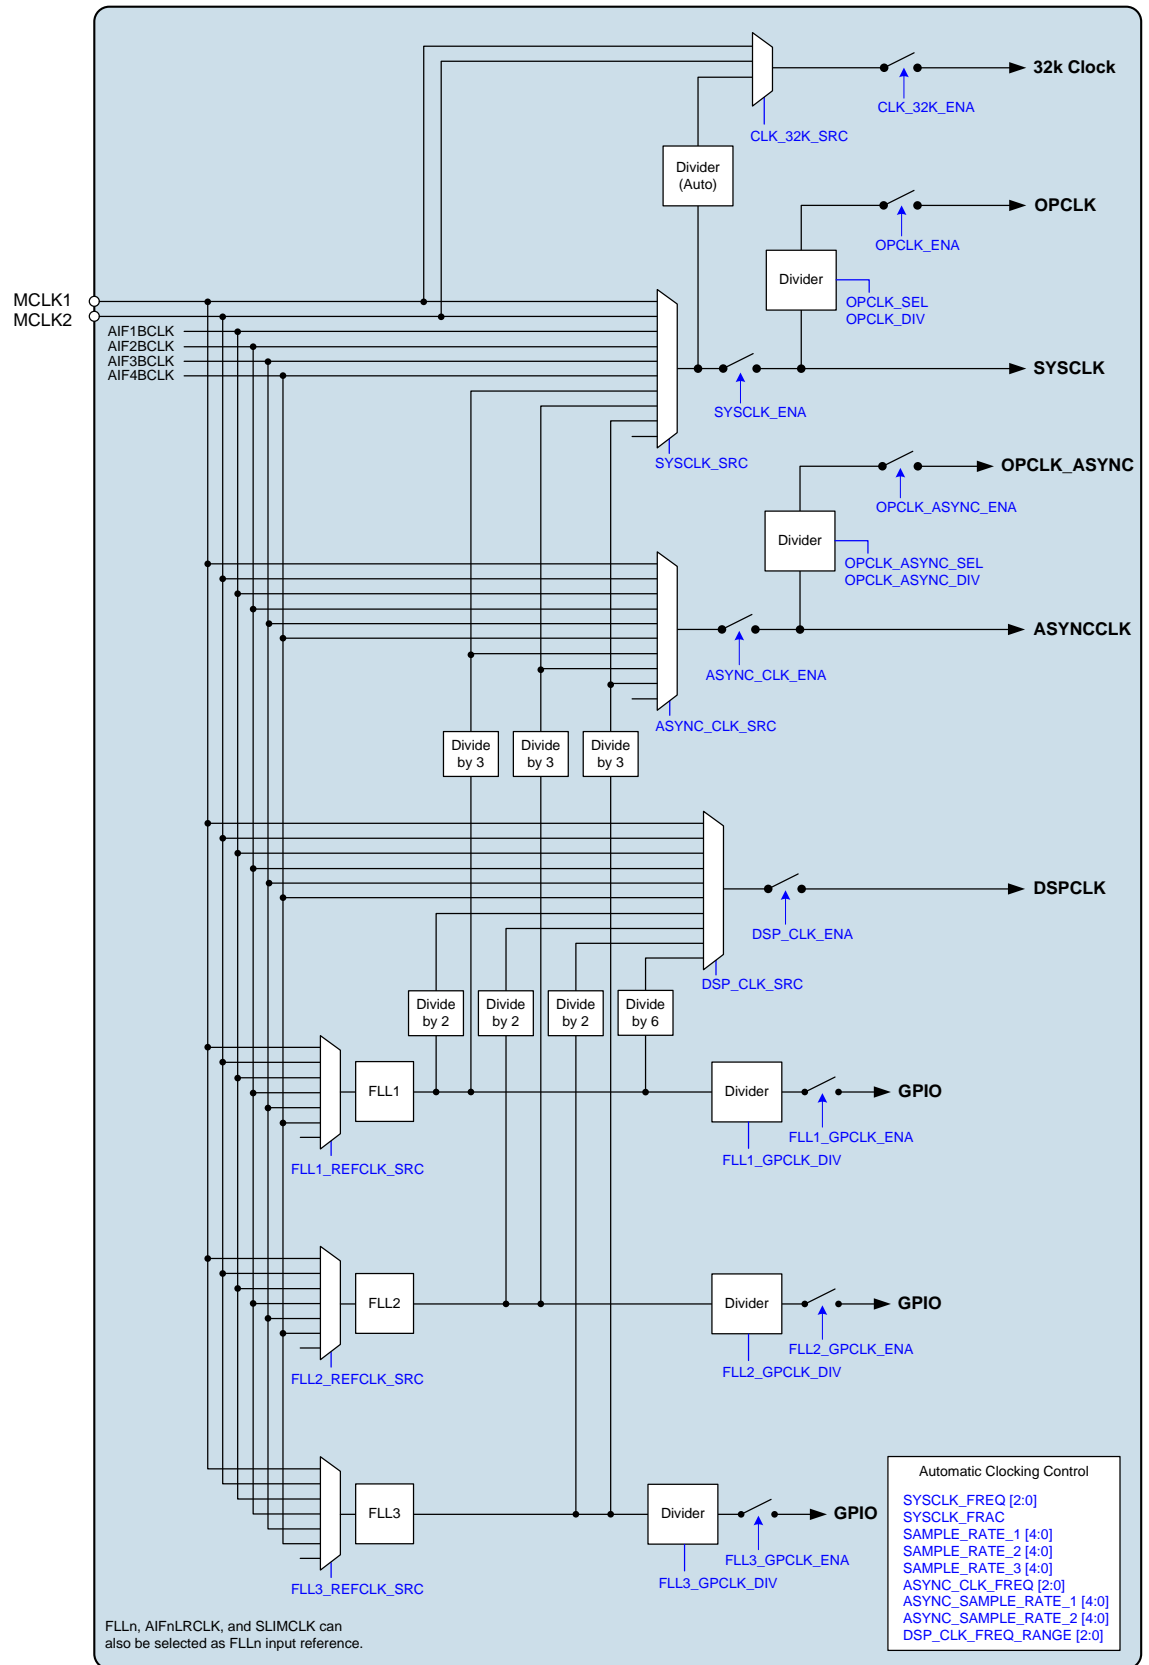 32k Clock
CLK_32K_ENA
CLK_32K_SRC
Divider
(Auto)
OPCLK
OPCLK_ENA
Divider
OPCLK_SEL
OPCLK_DIV
MCLK1
MCLK2
AIF1BCLK
AIF2BCLK
AIF3BCLK
AIF4BCLK
SYSCLK
SYSCLK_ENA
SYSCLK_SRC
OPCLK_ASYNC
OPCLK_ASYNC_ENA
Divider
OPCLK_ASYNC_SEL
OPCLK_ASYNC_DIV
ASYNCCLK
ASYNC_CLK_ENA
ASYNC_CLK_SRC
Divide
by 3
Divide
by 3
Divide
by 3
DSPCLK
DSP_CLK_ENA
DSP_CLK_SRC
Divide
by 2
Divide
by 2
Divide
by 2
Divide
by 6
FLL1
Divider
GPIO
FLL1_GPCLK_ENA
FLL1_GPCLK_DIV
FLL1_REFCLK_SRC
FLL2
Divider
GPIO
FLL2_GPCLK_ENA
FLL2_GPCLK_DIV
FLL2_REFCLK_SRC
FLL3
Divider
GPIO
FLL3_GPCLK_ENA
FLL3_GPCLK_DIV
FLL3_REFCLK_SRC
Automatic Clocking Control
SYSCLK_FREQ [2:0]
SYSCLK_FRAC
SAMPLE_RATE_1 [4:0]
SAMPLE_RATE_2 [4:0]
SAMPLE_RATE_3 [4:0]
ASYNC_CLK_FREQ [2:0]
ASYNC_SAMPLE_RATE_1 [4:0]
ASYNC_SAMPLE_RATE_2 [4:0]
DSP_CLK_FREQ_RANGE [2:0]
FLLn, AIFnLRCLK, and SLIMCLK can
also be selected as FLLn input reference.